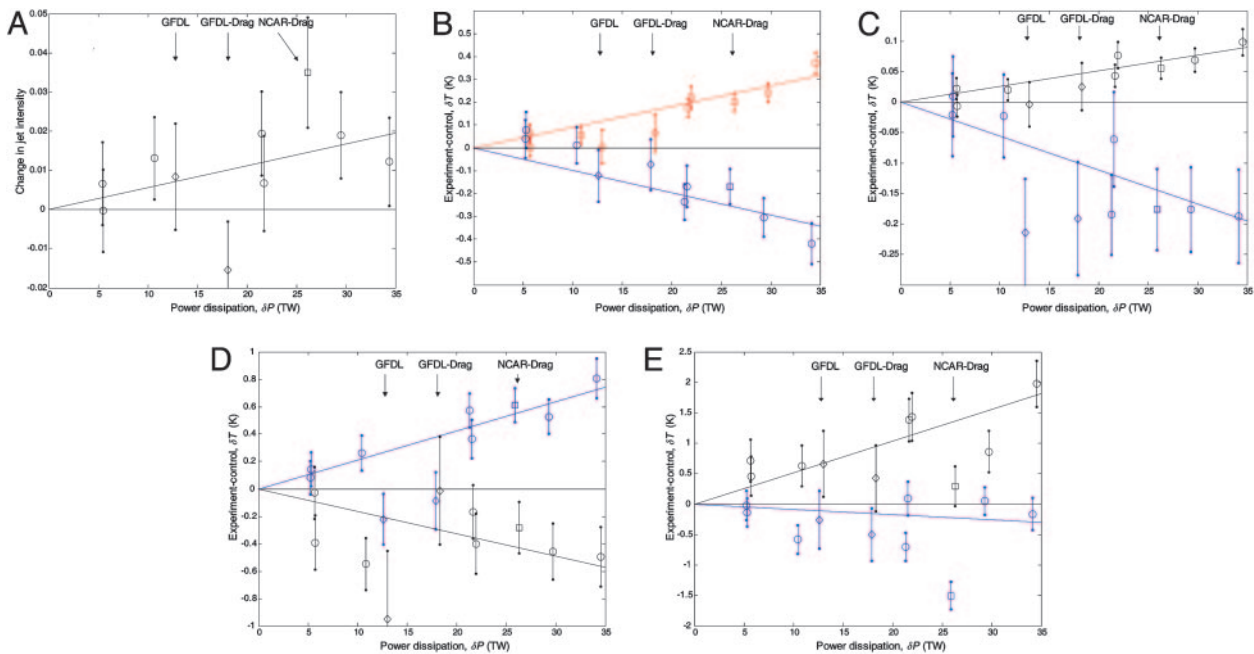 A
GFDL GFDL-Drag NCAR-Drag
0.05
0.04
0.03
0.02
0.01
0
-0.01
0.02
Change in jet intensity
0 5 10 15 20 25 30 35
Power dissipation, δP (TW)
B
GFDL GFDL-Drag NCAR-Drag
0.5
0.4
0.3
0.2
0.1
0
-0.1
-0.2
-0.3
-0.4
-0.5
Experiment-control, δT (K)
0 5 10 15 20 25 30 35
Power dissipation, δP (TW)
C
GFDL GFDL-Drag NCAR-Drag
0.1
0.05
0
-0.05
-0.1
-0.15
-0.2
-0.25
Experiment-control, δT (K)
0 5 10 15 20 25 30 35
Power dissipation, δP (TW)
D
GFDL GFDL-Drag NCAR-Drag
1
0.8
0.6
0.4
0.2
0
-0.2
-0.4
-0.6
-0.8
-1
Experiment-control, δT (K)
0 5 10 15 20 25 30 35
Power dissipation, δP (TW)
E
GFDL GFDL-Drag NCAR-Drag
2.5
2
1.5
1
0.5
0
-0.5
-1
-1.5
-2
Experiment-control, δT (K)
0 5 10 15 20 25 30 35
Power dissipation, δP (TW)